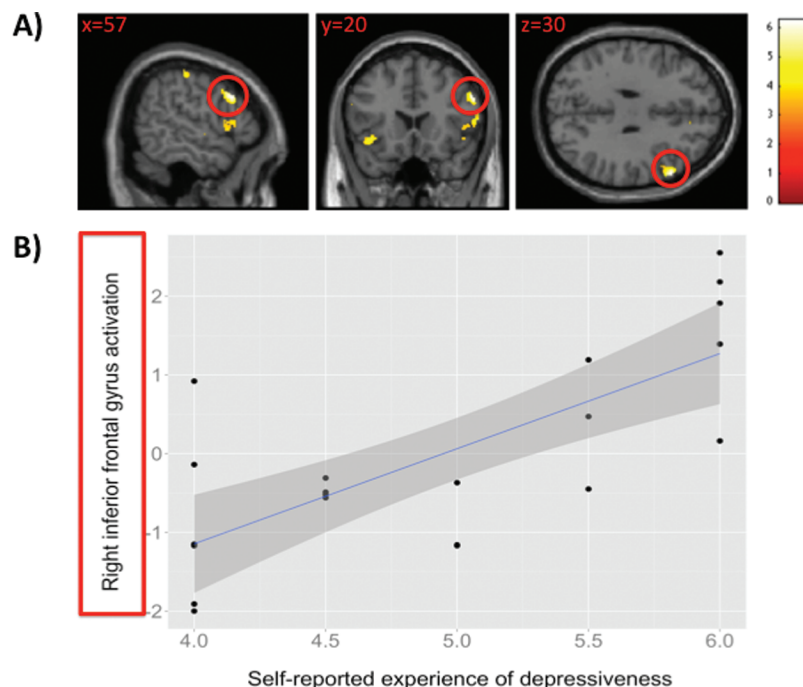 A)
x=57
y=20
z=30
6
5
4
3
2
1
0
B)
Right inferior frontal gyrus activation
2
1
0
-1
-2
4.0
4.5
5.0
5.5
6.0
Self-reported experience of depressiveness